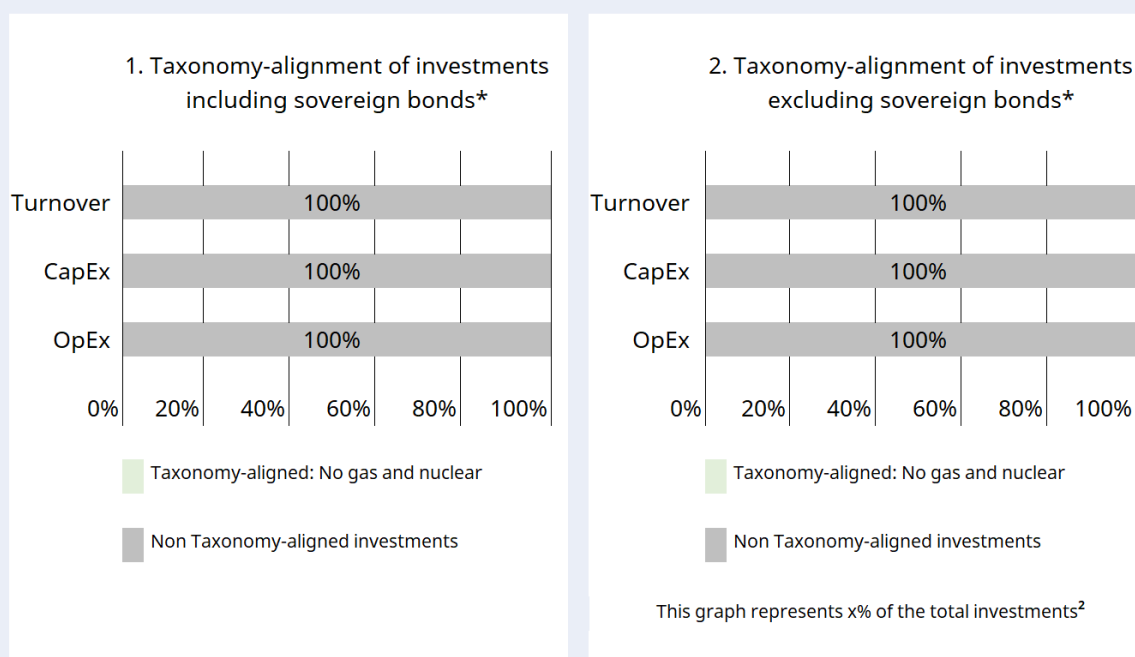 1. Taxonomy-alignment of investments
including sovereign bonds*
Turnover
100%
CapEx
100%
OpEx
100%
0%
20%
40%
60%
80%
100%
Taxonomy-aligned: No gas and nuclear
Non Taxonomy-aligned investments
2. Taxonomy-alignment of investments
excluding sovereign bonds*
Turnover
100%
CapEx
100%
OpEx
100%
0%
20%
40%
60%
80%
100%
Taxonomy-aligned: No gas and nuclear
Non Taxonomy-aligned investments
This graph represents x% of the total investments²